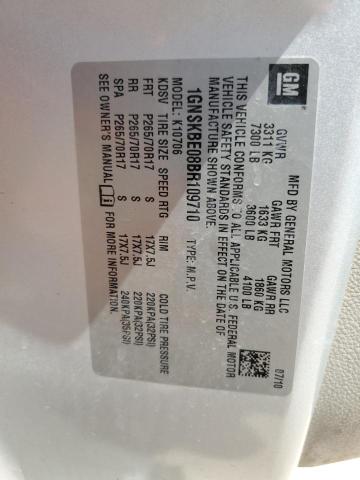 GM
MFD BY GENERAL MOTORS LLC
07/10
GVWR GAWR FRT GAWR RR
3311 KG 1633 KG 1860 KG
7300 LB 3600 LB 4100 LB
THIS VEHICLE CONFORMS TO ALL APPLICABLE U.S. FEDERAL MOTOR
VEHICLE SAFETY STANDARDS IN EFFECT ON THE DATE OF
MANUFACTURE SHOWN ABOVE.
1GNSKBE08BR109710 TYPE: M.P.V.
MODEL: K10706
KDSV TIRE SIZE SPEED RTG RIM COLD TIRE PRESSURE
FRT P265/70R17 S 17X7.5J 220KPA(32PSI)
RR P265/70R17 S 17X7.5J 220KPA(32PSI)
SPA P265/70R17 S 17X7.5J 240KPA(35PSI)
SEE OWNER'S MANUAL FOR MORE INFORMATION.